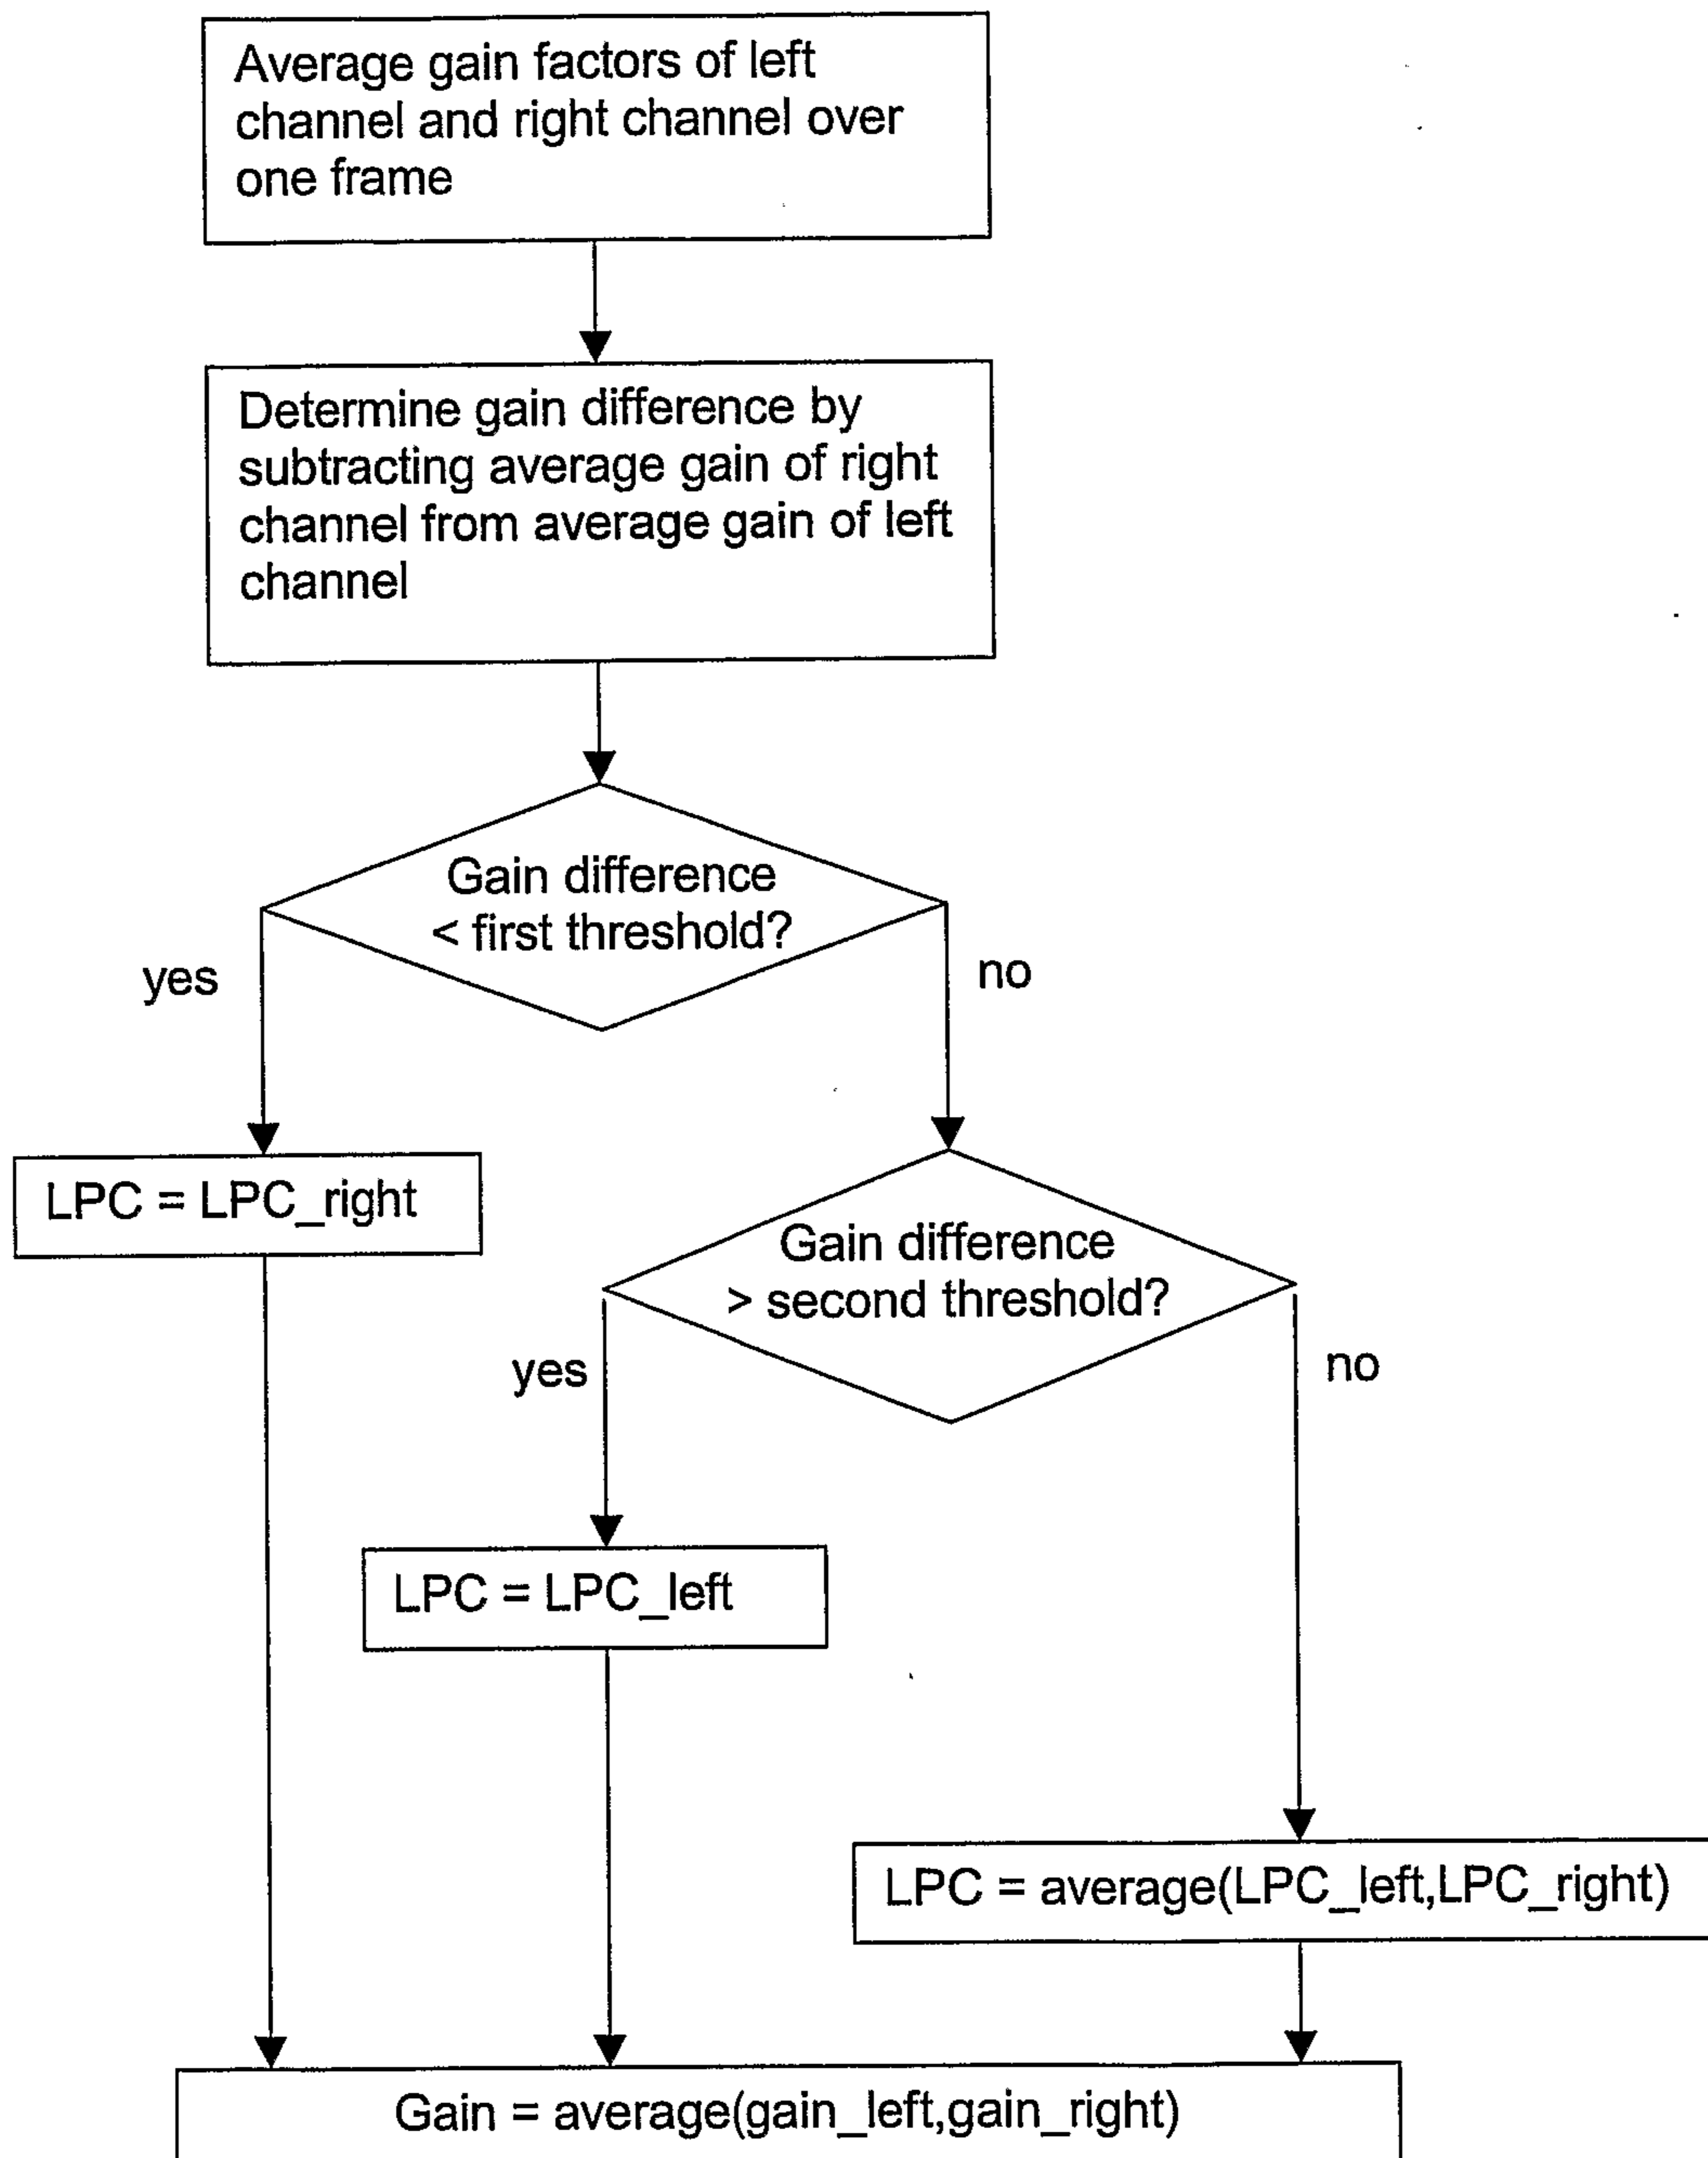 Average gain factors of left
channel and right channel over
one frame
Determine gain difference by
subtracting average gain of right
channel from average gain of left
channel
Gain difference
< first threshold?
yes
no
LPC = LPC_right
Gain difference
> second threshold?
yes
no
LPC = LPC_left
LPC = average(LPC_left,LPC_right)
Gain = average(gain_left,gain_right)